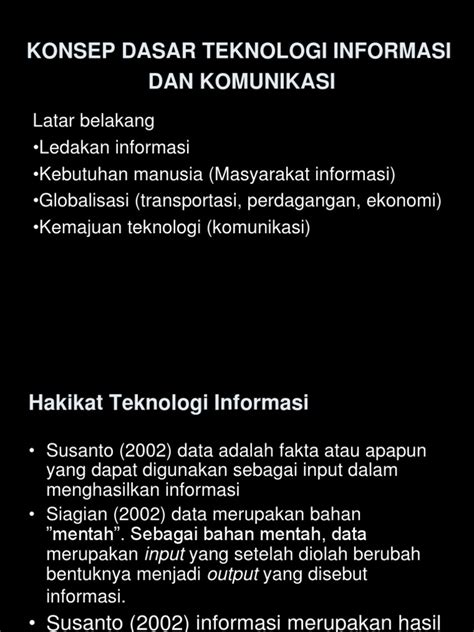 KONSEP DASAR TEKNOLOGI INFORMASI
DAN KOMUNIKASI
Latar belakang
•Ledakan informasi
•Kebutuhan manusia (Masyarakat informasi)
•Globalisasi (transportasi, perdagangan, ekonomi)
•Kemajuan teknologi (komunikasi)
Hakikat Teknologi Informasi
• Susanto (2002) data adalah fakta atau apapun
yang dapat digunakan sebagai input dalam
menghasilkan informasi
• Siagian (2002) data merupakan bahan
”mentah”. Sebagai bahan mentah, data
merupakan input yang setelah diolah berubah
bentuknya menjadi output yang disebut
informasi.
• Susanto (2002) informasi merupakan hasil